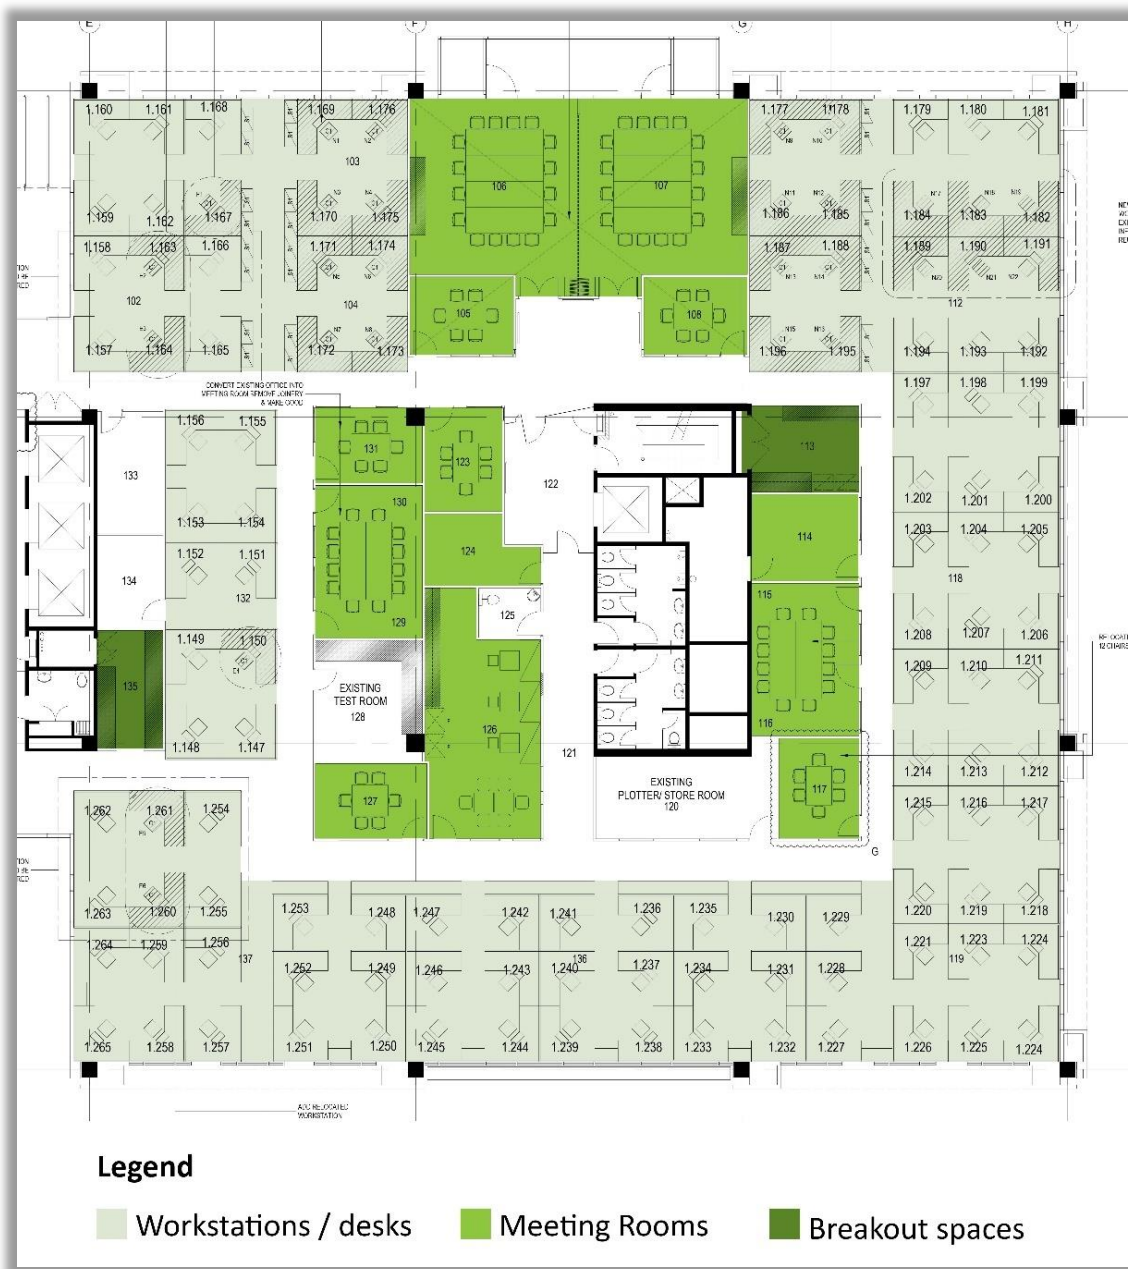 E F G H
1.160 1.161 1.168 1.169 1.176 1.177 1.178 1.179 1.180 1.181
103
106 107
1.159 1.162 1.167 1.170 1.175 1.186 1.185 1.184 1.183 1.182
1.158 1.163 1.166 1.171 1.174 1.187 1.188 1.189 1.190 1.191
102 104 105 108 112
1.157 1.164 1.165 1.172 1.173 1.196 1.195 1.194 1.193 1.192
1.197 1.198 1.199
CONVERT EXISTING OFFICE INTO
MEETING ROOM REMOVE JOINERY
& MAKE GOOD
1.156 1.155
131 123 113
133 122
1.153 1.154 130 1.202 1.201 1.200
1.203 1.204 1.205
1.152 1.151 124 114
134 132 125 115 118
129
1.149 1.150 1.208 1.207 1.206
1.209 1.210 1.211
135
EXISTING
TEST ROOM
128
116
126
1.148 1.147 121
1.214 1.213 1.212
EXISTING
PLOTTER/ STORE ROOM
120
117
127
1.215 1.216 1.217
1.262 1.261 1.254
G
1.263 1.260 1.255
1.253 1.248 1.247 1.242 1.241 1.236 1.235 1.230 1.229 1.220 1.219 1.218
1.264 1.259 1.256 1.221 1.223 1.224
137 136 119
1.252 1.249 1.246 1.243 1.240 1.237 1.234 1.231 1.228
1.265 1.258 1.257 1.251 1.250 1.245 1.244 1.239 1.238 1.233 1.232 1.227 1.226 1.225 1.224
ADD RELOCATED
WORKSTATION
Legend
Workstations / desks Meeting Rooms Breakout spaces